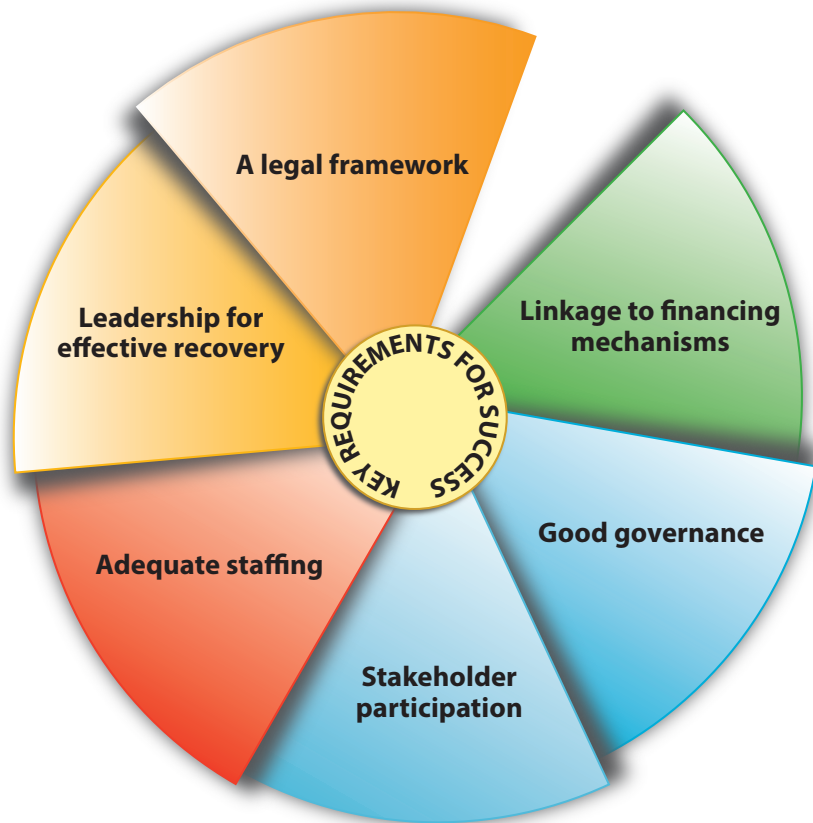 A legal framework
Linkage to financing
mechanisms
Good governance
Stakeholder
participation
Adequate staffing
Leadership for
effective recovery
KEY REQUIREMENTS FOR SUCCESS